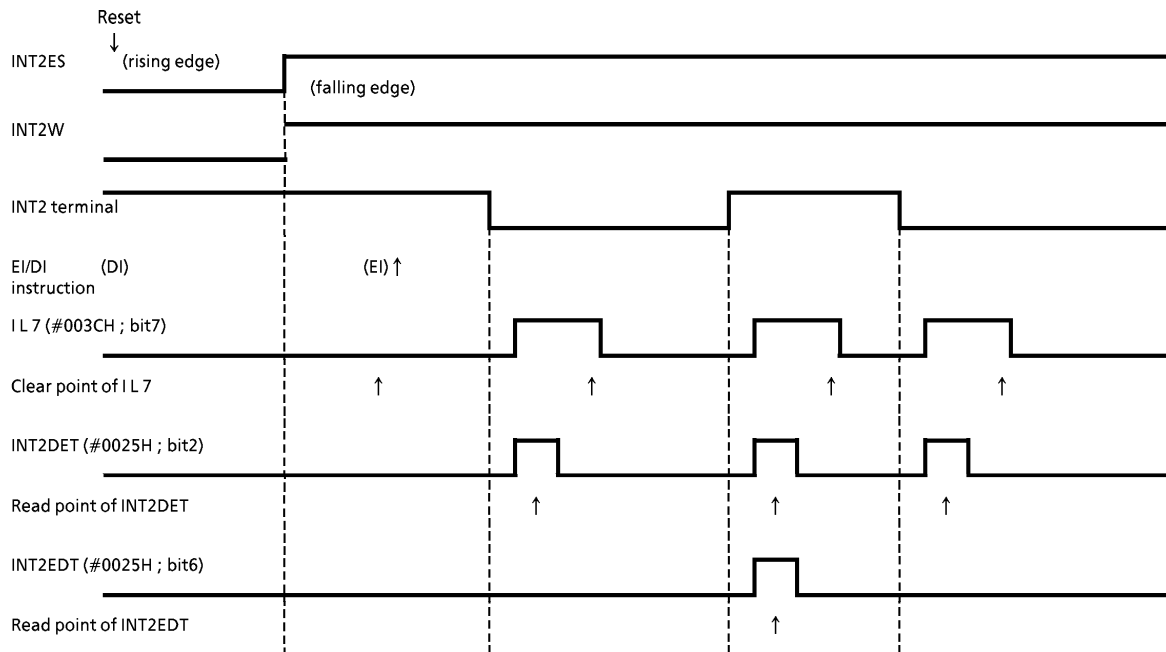 Reset
↓
INT2ES (rising edge)
(falling edge)
INT2W
INT2 terminal
EI/DI (DI) (EI) ↑
instruction
I L 7 (#003CH ; bit7)
Clear point of I L 7 ↑ ↑ ↑ ↑
INT2DET (#0025H ; bit2)
Read point of INT2DET ↑ ↑ ↑
INT2EDT (#0025H ; bit6)
Read point of INT2EDT ↑